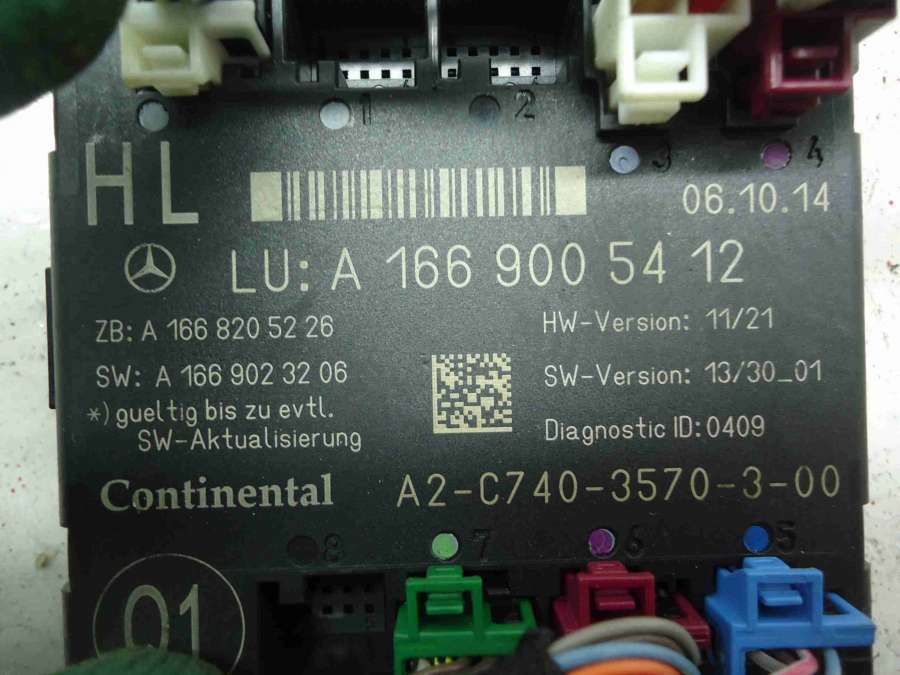 1 2 3 4
HL
06.10.14
LU: A 166 900 54 12
ZB: A 166 820 52 26
HW-Version: 11/21
SW: A 166 902 32 06
SW-Version: 13/30_01
*) gueltig bis zu evtl.
SW-Aktualisierung
Diagnostic ID: 0409
Continental
A2-C740-3570-3-00
8 7 6 5
01